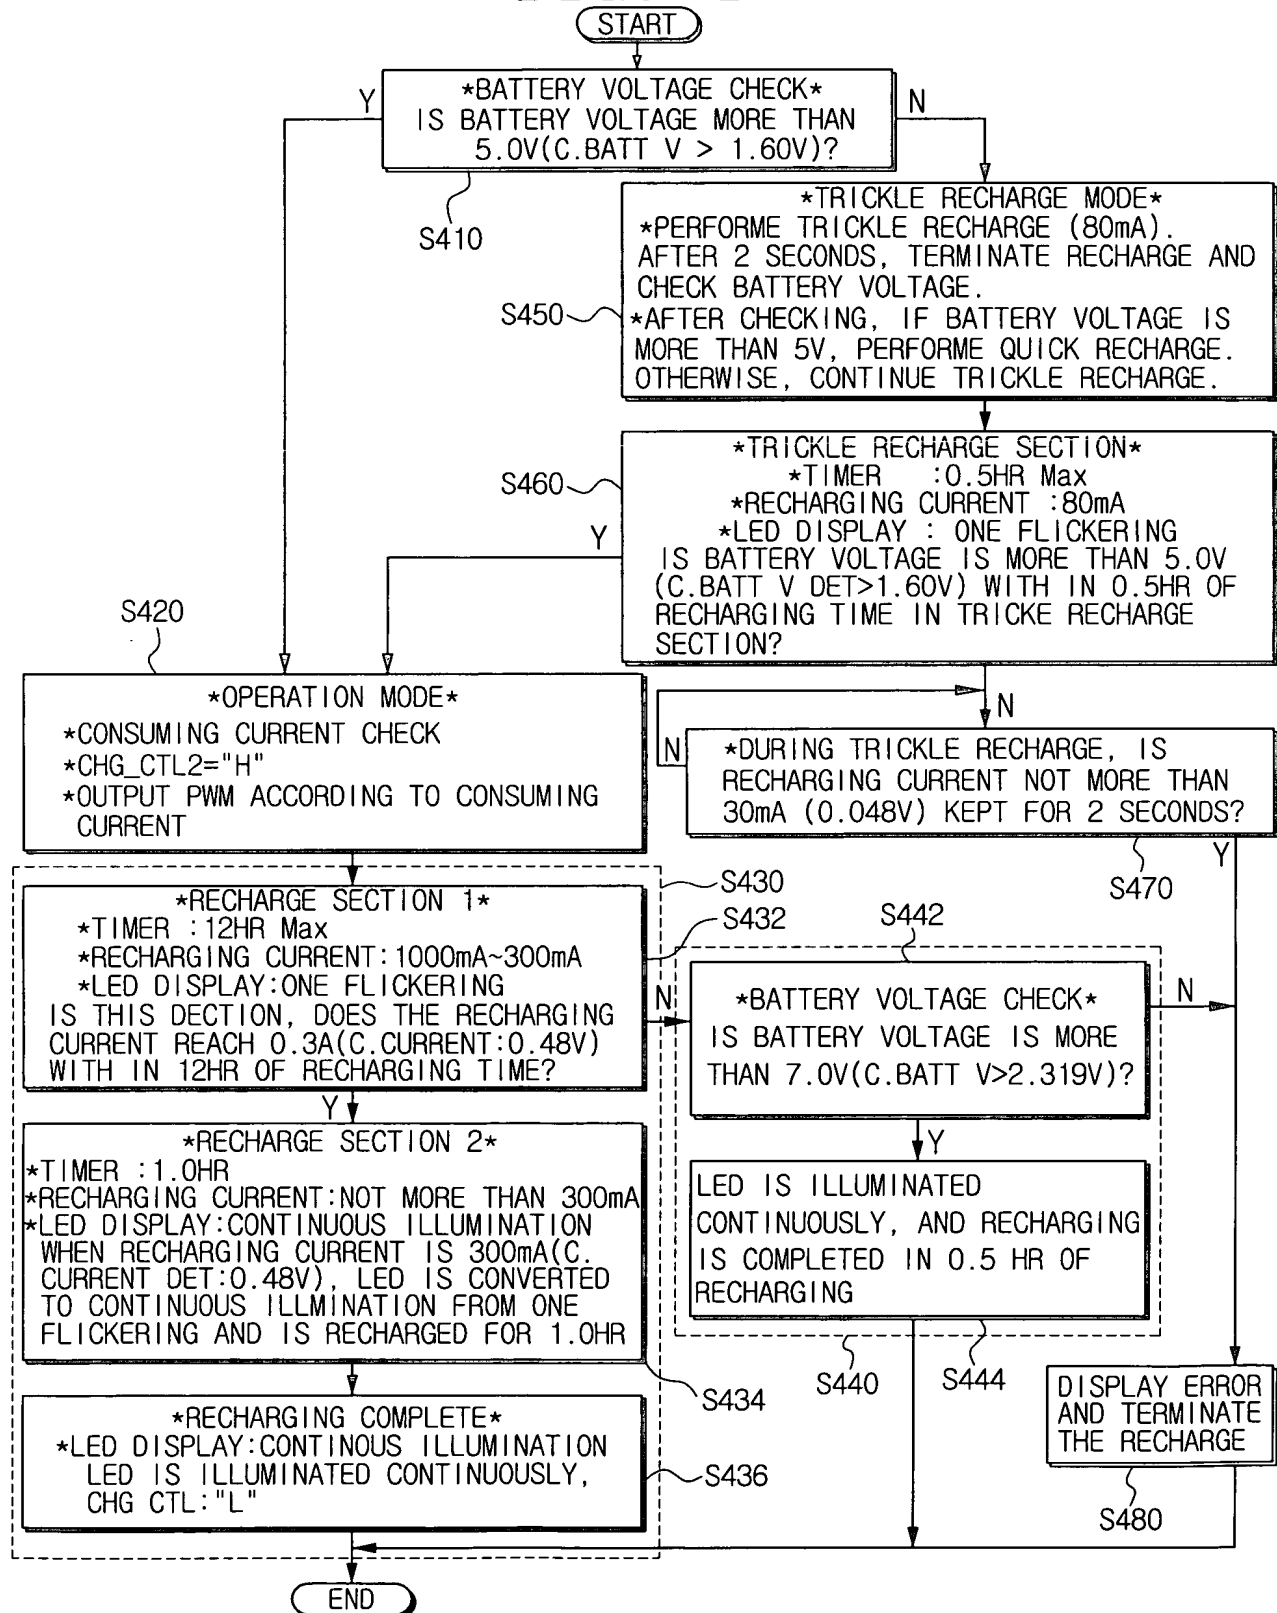 START
*BATTERY VOLTAGE CHECK*
IS BATTERY VOLTAGE MORE THAN
5.0V(C.BATT V > 1.60V)?
Y
N
S410
*TRICKLE RECHARGE MODE*
*PERFORME TRICKLE RECHARGE (80mA).
AFTER 2 SECONDS, TERMINATE RECHARGE AND
CHECK BATTERY VOLTAGE.
*AFTER CHECKING, IF BATTERY VOLTAGE IS
MORE THAN 5V, PERFORME QUICK RECHARGE.
OTHERWISE, CONTINUE TRICKLE RECHARGE.
S450
*TRICKLE RECHARGE SECTION*
*TIMER :0.5HR Max
*RECHARGING CURRENT :80mA
*LED DISPLAY : ONE FLICKERING
IS BATTERY VOLTAGE IS MORE THAN 5.0V
(C.BATT V DET>1.60V) WITH IN 0.5HR OF
RECHARGING TIME IN TRICKE RECHARGE
SECTION?
S460
Y
N
S420
*OPERATION MODE*
*CONSUMING CURRENT CHECK
*CHG_CTL2="H"
*OUTPUT PWM ACCORDING TO CONSUMING
CURRENT
*DURING TRICKLE RECHARGE, IS
RECHARGING CURRENT NOT MORE THAN
30mA (0.048V) KEPT FOR 2 SECONDS?
N
Y
S470
S430
*RECHARGE SECTION 1*
*TIMER :12HR Max
*RECHARGING CURRENT:1000mA~300mA
*LED DISPLAY:ONE FLICKERING
IS THIS DECTION, DOES THE RECHARGING
CURRENT REACH 0.3A(C.CURRENT:0.48V)
WITH IN 12HR OF RECHARGING TIME?
S432
N
Y
S442
*BATTERY VOLTAGE CHECK*
IS BATTERY VOLTAGE IS MORE
THAN 7.0V(C.BATT V>2.319V)?
N
Y
*RECHARGE SECTION 2*
*TIMER :1.0HR
*RECHARGING CURRENT:NOT MORE THAN 300mA
*LED DISPLAY:CONTINUOUS ILLUMINATION
WHEN RECHARGING CURRENT IS 300mA(C.
CURRENT DET:0.48V), LED IS CONVERTED
TO CONTINUOUS ILLMINATION FROM ONE
FLICKERING AND IS RECHARGED FOR 1.0HR
S434
LED IS ILLUMINATED
CONTINUOUSLY, AND RECHARGING
IS COMPLETED IN 0.5 HR OF
RECHARGING
S440
S444
*RECHARGING COMPLETE*
*LED DISPLAY:CONTINOUS ILLUMINATION
LED IS ILLUMINATED CONTINUOUSLY,
CHG CTL:"L"
S436
DISPLAY ERROR
AND TERMINATE
THE RECHARGE
S480
END